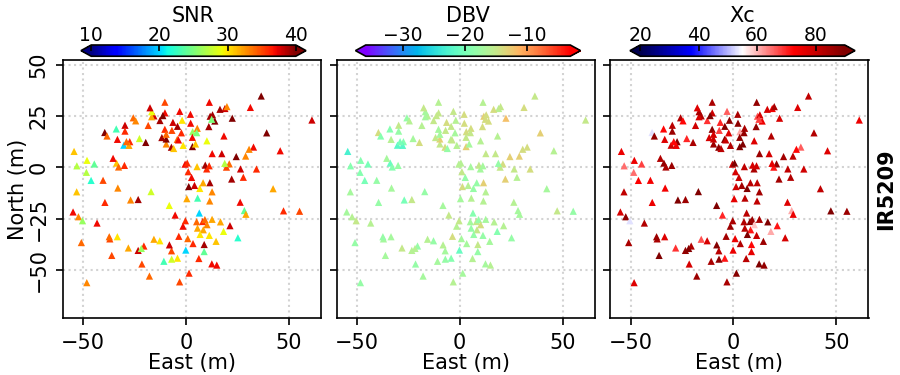 SNR DBV Xc
10 20 30 40 −30 −20 −10 20 40 60 80
50
25
0
−25
−50
North (m)
IR5209
−50 0 50 −50 0 50 −50 0 50
East (m) East (m) East (m)